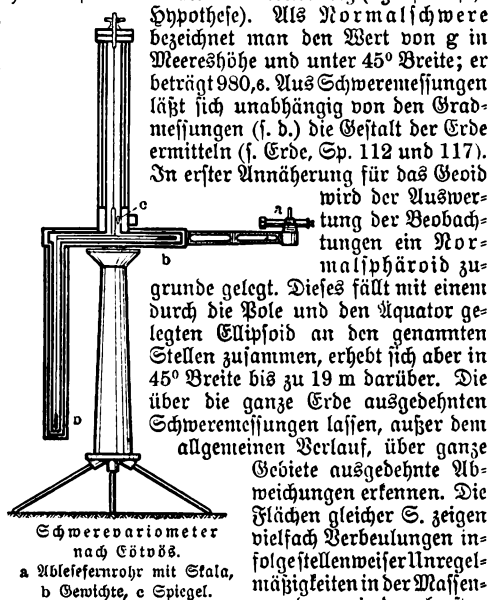 Hypothese). Als Normalschwere
bezeichnet man den Wert von g in
Meereshöhe und unter 45⁰ Breite; er
beträgt 980,6. Aus Schweremessungen
läßt sich unabhängig von den Grad-
messungen (s. d.) die Gestalt der Erde
ermitteln (s. Erde, Sp. 112 und 117).
In erster Annäherung für das Geoid
wird der Auswer-
tung der Beobach-
tungen ein Nor-
malsphäroid zu-
grunde gelegt. Dieses fällt mit einem
durch die Pole und den Äquator ge-
legten Ellipsoid an den genannten
Stellen zusammen, erhebt sich aber in
45⁰ Breite bis zu 19 m darüber. Die
über die ganze Erde ausgedehnten
Schweremessungen lassen, außer dem
allgemeinen Verlauf, über ganze
Gebiete ausgedehnte Ab-
weichungen erkennen. Die
Flächen gleicher S. zeigen
vielfach Verbeulungen in-
folge stellenweiser Unregel-
mäßigkeiten in der Massen-
c
a
b
b
Schwerevariometer
nach Eötvös.
a Ablesefernrohr mit Skala,
b Gewichte, c Spiegel.